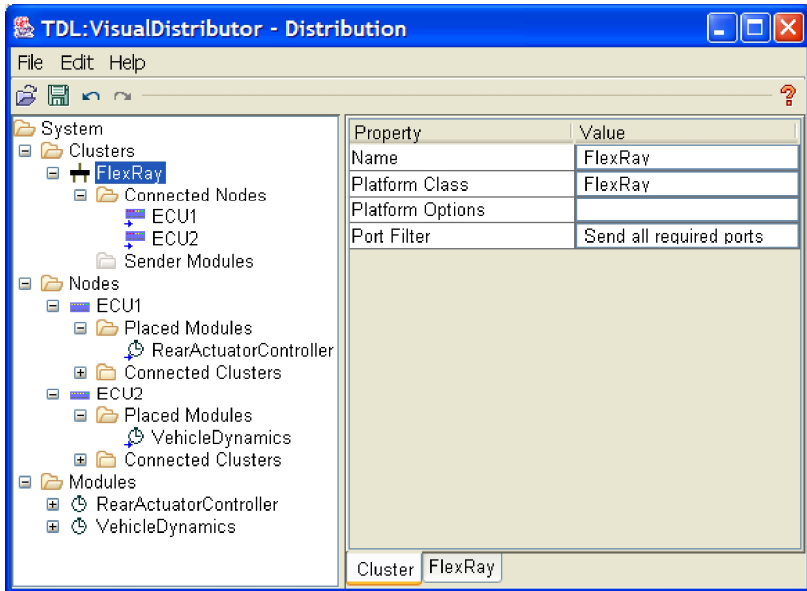 TDL:VisualDistributor - Distribution
File Edit Help
System
Clusters
FlexRay
Connected Nodes
ECU1
ECU2
Sender Modules
Nodes
ECU1
Placed Modules
RearActuatorController
Connected Clusters
ECU2
Placed Modules
VehicleDynamics
Connected Clusters
Modules
RearActuatorController
VehicleDynamics
Property Value
Name FlexRay
Platform Class FlexRay
Platform Options
Port Filter Send all required ports
Cluster FlexRay